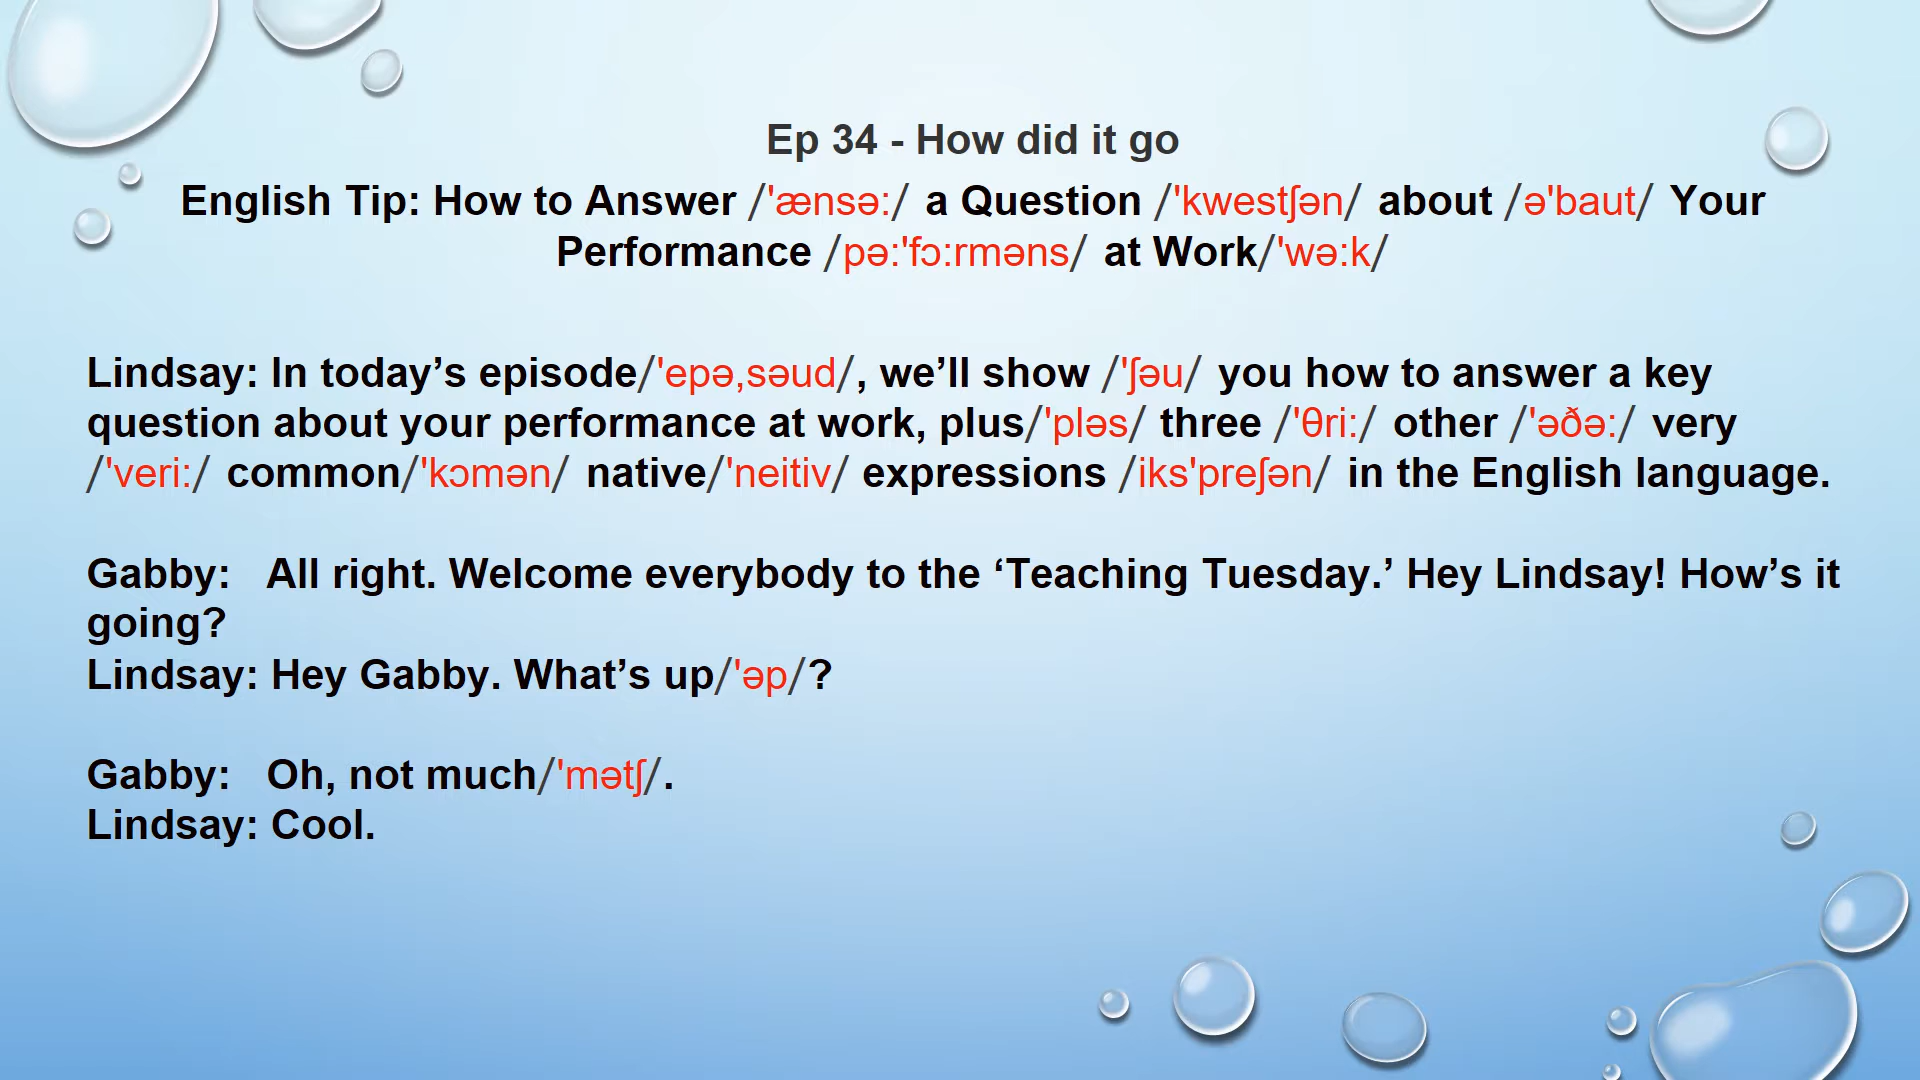 Ep 34 - How did it go
English Tip: How to Answer /'ænsə:/ a Question /'kwestʃən/ about /ə'baut/ Your
Performance /pə:'fɔ:rməns/ at Work/'wə:k/
Lindsay: In today’s episode/'epə,səud/, we’ll show /'ʃəu/ you how to answer a key
question about your performance at work, plus/'pləs/ three /'θri:/ other /'əðə:/ very
/'veri:/ common/'kɔmən/ native/'neitiv/ expressions /iks'preʃən/ in the English language.
Gabby: All right. Welcome everybody to the ‘Teaching Tuesday.’ Hey Lindsay! How’s it
going?
Lindsay: Hey Gabby. What’s up/'əp/?
Gabby: Oh, not much/'mətʃ/.
Lindsay: Cool.